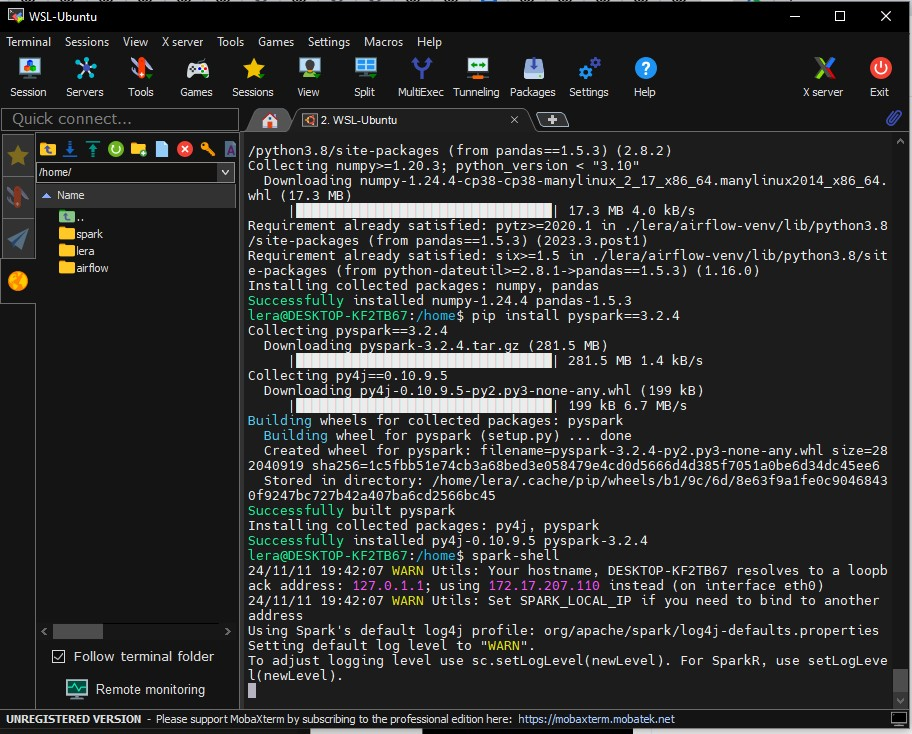 WSL-Ubuntu
Terminal Sessions View X server Tools Games Settings Macros Help
Session Servers Tools Games Sessions View Split MultiExec Tunneling Packages Settings Help X server Exit
Quick connect...
2. WSL-Ubuntu
/home/
Name
..
spark
lera
airflow
Follow terminal folder
Remote monitoring
/python3.8/site-packages (from pandas==1.5.3) (2.8.2)
Collecting numpy>=1.20.3; python_version < "3.10"
Downloading numpy-1.24.4-cp38-cp38-manylinux_2_17_x86_64.manylinux2014_x86_64.
whl (17.3 MB)
| | 17.3 MB 4.0 kB/s
Requirement already satisfied: pytz>=2020.1 in ./lera/airflow-venv/lib/python3.8
/site-packages (from pandas==1.5.3) (2023.3.post1)
Requirement already satisfied: six>=1.5 in ./lera/airflow-venv/lib/python3.8/sit
e-packages (from python-dateutil>=2.8.1->pandas==1.5.3) (1.16.0)
Installing collected packages: numpy, pandas
Successfully installed numpy-1.24.4 pandas-1.5.3
lera@DESKTOP-KF2TB67:/home$ pip install pyspark==3.2.4
Collecting pyspark==3.2.4
Downloading pyspark-3.2.4.tar.gz (281.5 MB)
| | 281.5 MB 1.4 kB/s
Collecting py4j==0.10.9.5
Downloading py4j-0.10.9.5-py2.py3-none-any.whl (199 kB)
| | 199 kB 6.7 MB/s
Building wheels for collected packages: pyspark
Building wheel for pyspark (setup.py) ... done
Created wheel for pyspark: filename=pyspark-3.2.4-py2.py3-none-any.whl size=28
2040919 sha256=1c5fbb51e74cb3a68bed3e058479e4cd0d5666d4d385f7051a0be6d34dc45ee6
Stored in directory: /home/lera/.cache/pip/wheels/b1/9c/6d/8e63f9a1fe0c9046843
0f9247bc727b42a407ba6cd2566bc45
Successfully built pyspark
Installing collected packages: py4j, pyspark
Successfully installed py4j-0.10.9.5 pyspark-3.2.4
lera@DESKTOP-KF2TB67:/home$ spark-shell
24/11/11 19:42:07 WARN Utils: Your hostname, DESKTOP-KF2TB67 resolves to a loopb
ack address: 127.0.1.1; using 172.17.207.110 instead (on interface eth0)
24/11/11 19:42:07 WARN Utils: Set SPARK_LOCAL_IP if you need to bind to another
address
Using Spark's default log4j profile: org/apache/spark/log4j-defaults.properties
Setting default log level to "WARN".
To adjust logging level use sc.setLogLevel(newLevel). For SparkR, use setLogLeve
l(newLevel).
UNREGISTERED VERSION - Please support MobaXterm by subscribing to the professional edition here: https://mobaxterm.mobatek.net